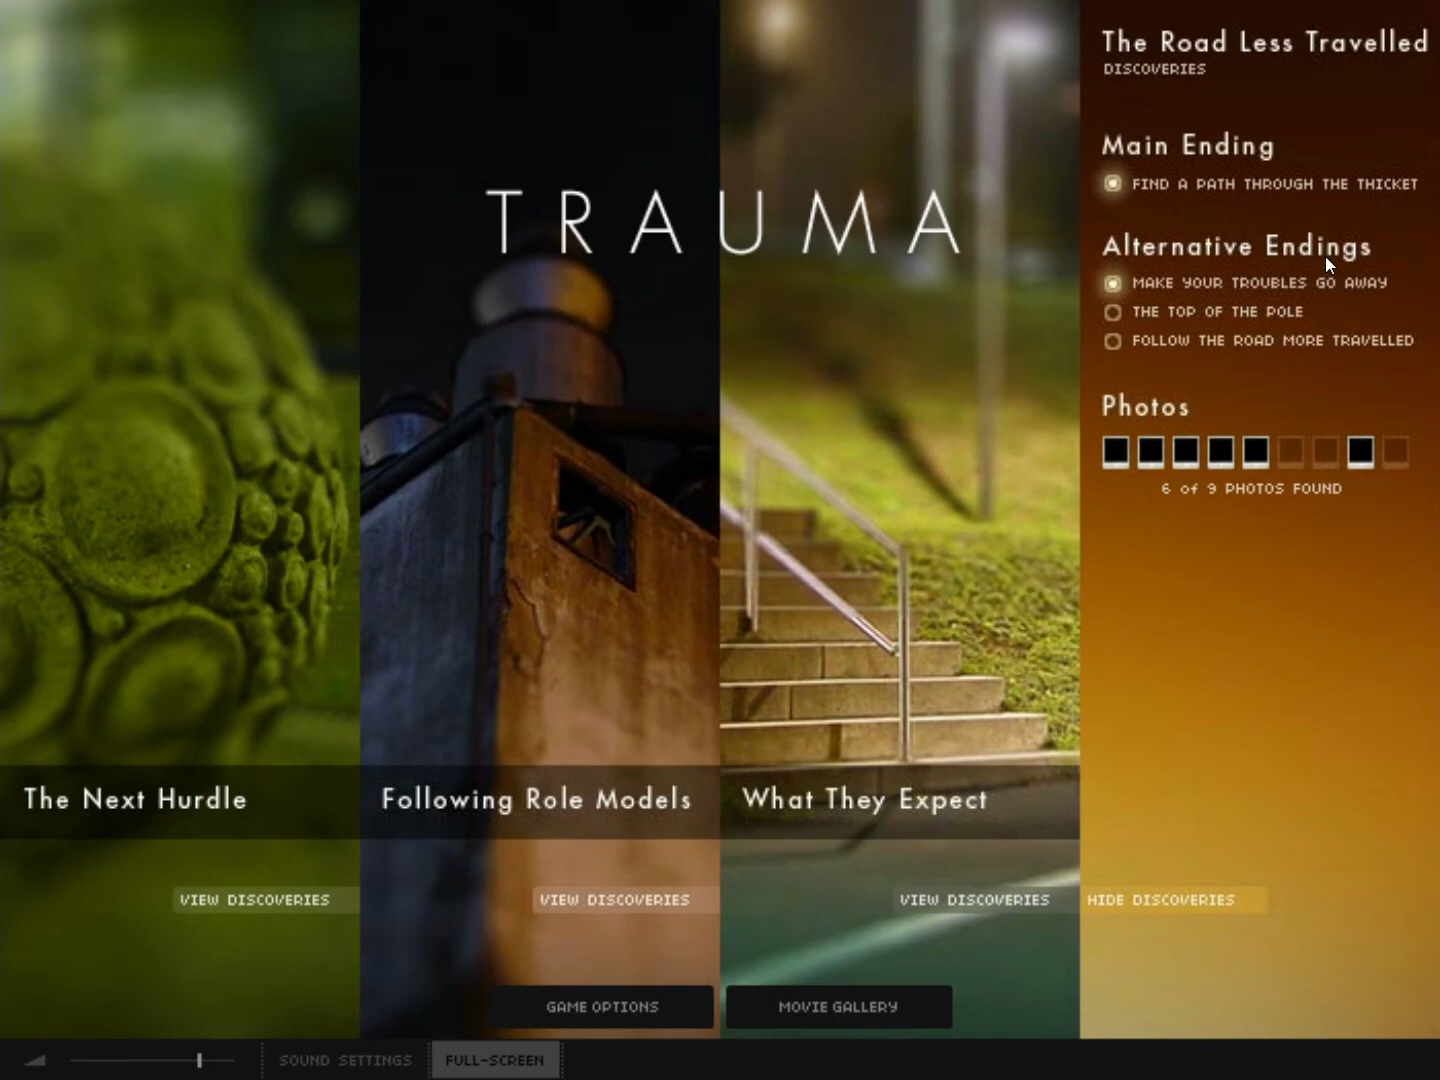 The Road Less Travelled
DISCOVERIES
Main Ending
FIND A PATH THROUGH THE THICKET
TRAUMA
Alternative Endings
MAKE YOUR TROUBLES GO AWAY
THE TOP OF THE POLE
FOLLOW THE ROAD MORE TRAVELLED
Photos
6 of 9 PHOTOS FOUND
The Next Hurdle
Following Role Models
What They Expect
VIEW DISCOVERIES
VIEW DISCOVERIES
VIEW DISCOVERIES
HIDE DISCOVERIES
GAME OPTIONS
MOVIE GALLERY
SOUND SETTINGS
FULL-SCREEN